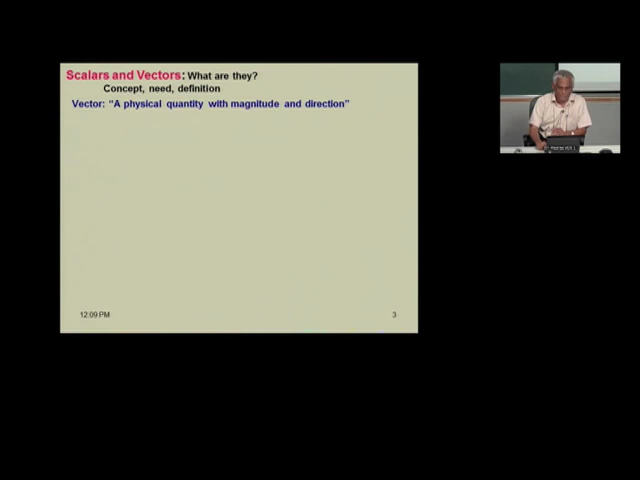 Scalars and Vectors: What are they?
Concept, need, definition
Vector: "A physical quantity with magnitude and direction"
12:09 PM
3